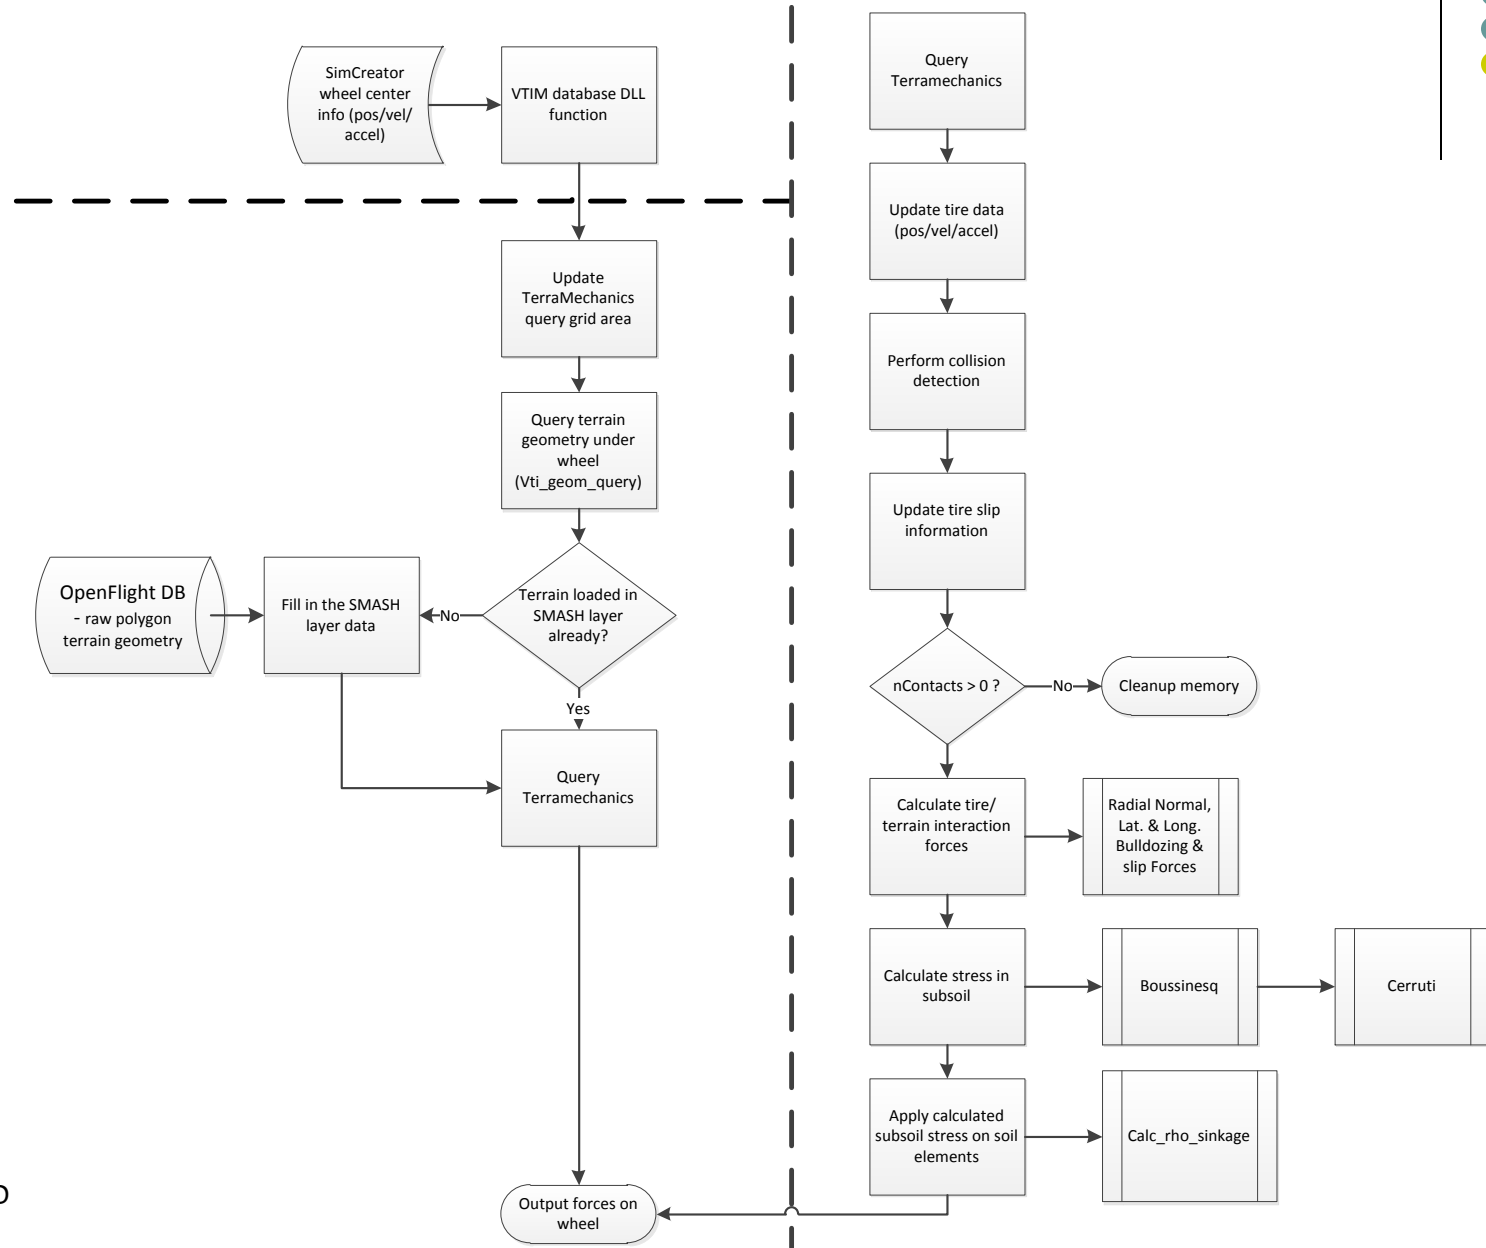 SimCreator
wheel center
info (pos/vel/
accel)
VTIM database DLL
function
Update
TerraMechanics
query grid area
Query terrain
geometry under
wheel
(Vti_geom_query)
OpenFlight DB
- raw polygon
terrain geometry
Fill in the SMASH
layer data
No
Terrain loaded in
SMASH layer
already?
Yes
Query
Terramechanics
Output forces on
wheel
Query
Terramechanics
Update tire data
(pos/vel/accel)
Perform collision
detection
Update tire slip
information
nContacts > 0 ?
No
Cleanup memory
Calculate tire/
terrain interaction
forces
Radial Normal,
Lat. & Long.
Bulldozing &
slip Forces
Calculate stress in
subsoil
Boussinesq
Cerruti
Apply calculated
subsoil stress on soil
elements
Calc_rho_sinkage